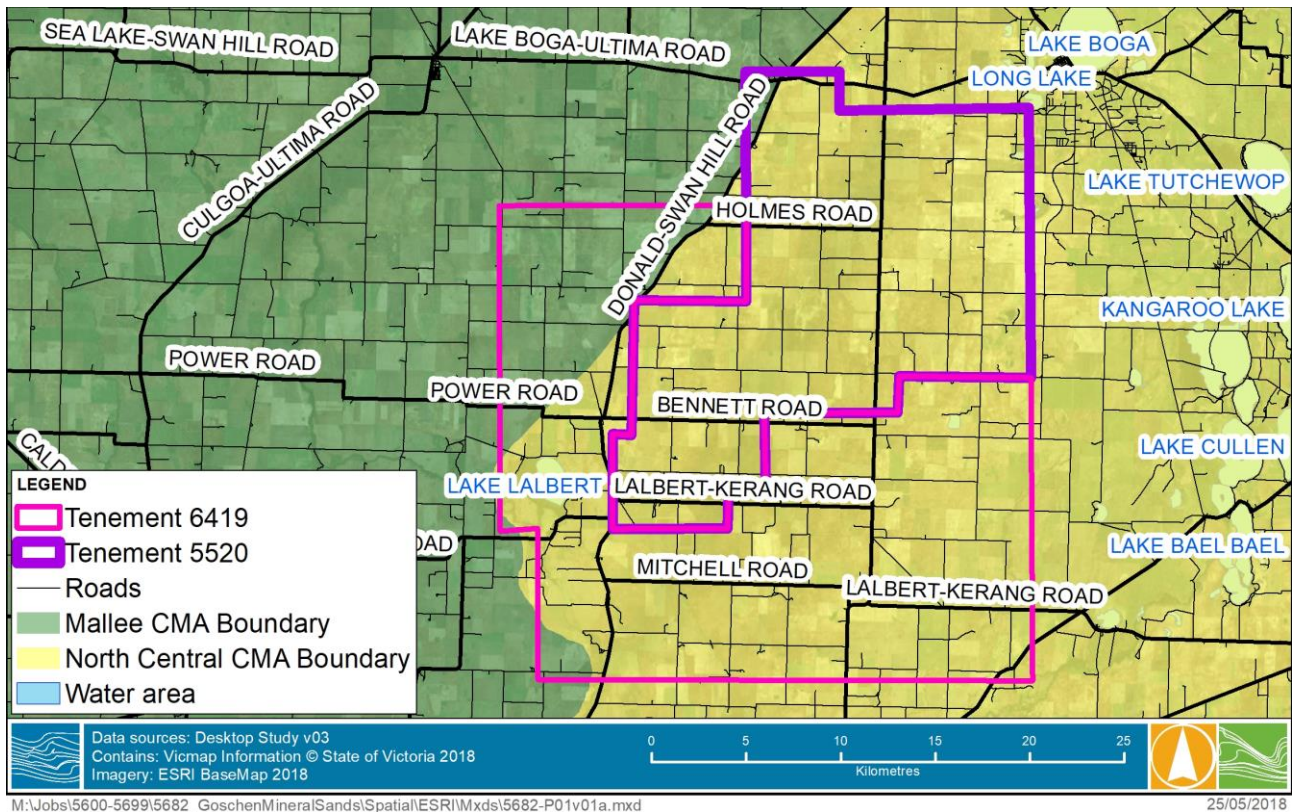 SEA LAKE-SWAN HILL ROAD
LAKE BOGA-ULTIMA ROAD
LAKE BOGA
LONG LAKE
CULGOA-ULTIMA ROAD
DONALD-SWAN HILL ROAD
LAKE TUTCHEWOP
HOLMES ROAD
KANGAROO LAKE
POWER ROAD
POWER ROAD
BENNETT ROAD
CALD
LAKE CULLEN
LAKE LALBERT
LALBERT-KERANG ROAD
OAD
LAKE BAEL BAEL
MITCHELL ROAD
LALBERT-KERANG ROAD
LEGEND
Tenement 6419
Tenement 5520
Roads
Mallee CMA Boundary
North Central CMA Boundary
Water area
Data sources: Desktop Study v03
Contains: Vicmap Information © State of Victoria 2018
Imagery: ESRI BaseMap 2018
0 5 10 15 20 25
Kilometres
M:\Jobs\5600-5699\5682_GoschenMineralSands\Spatial\ESRI\Mxds\5682-P01v01a.mxd
25/05/2018